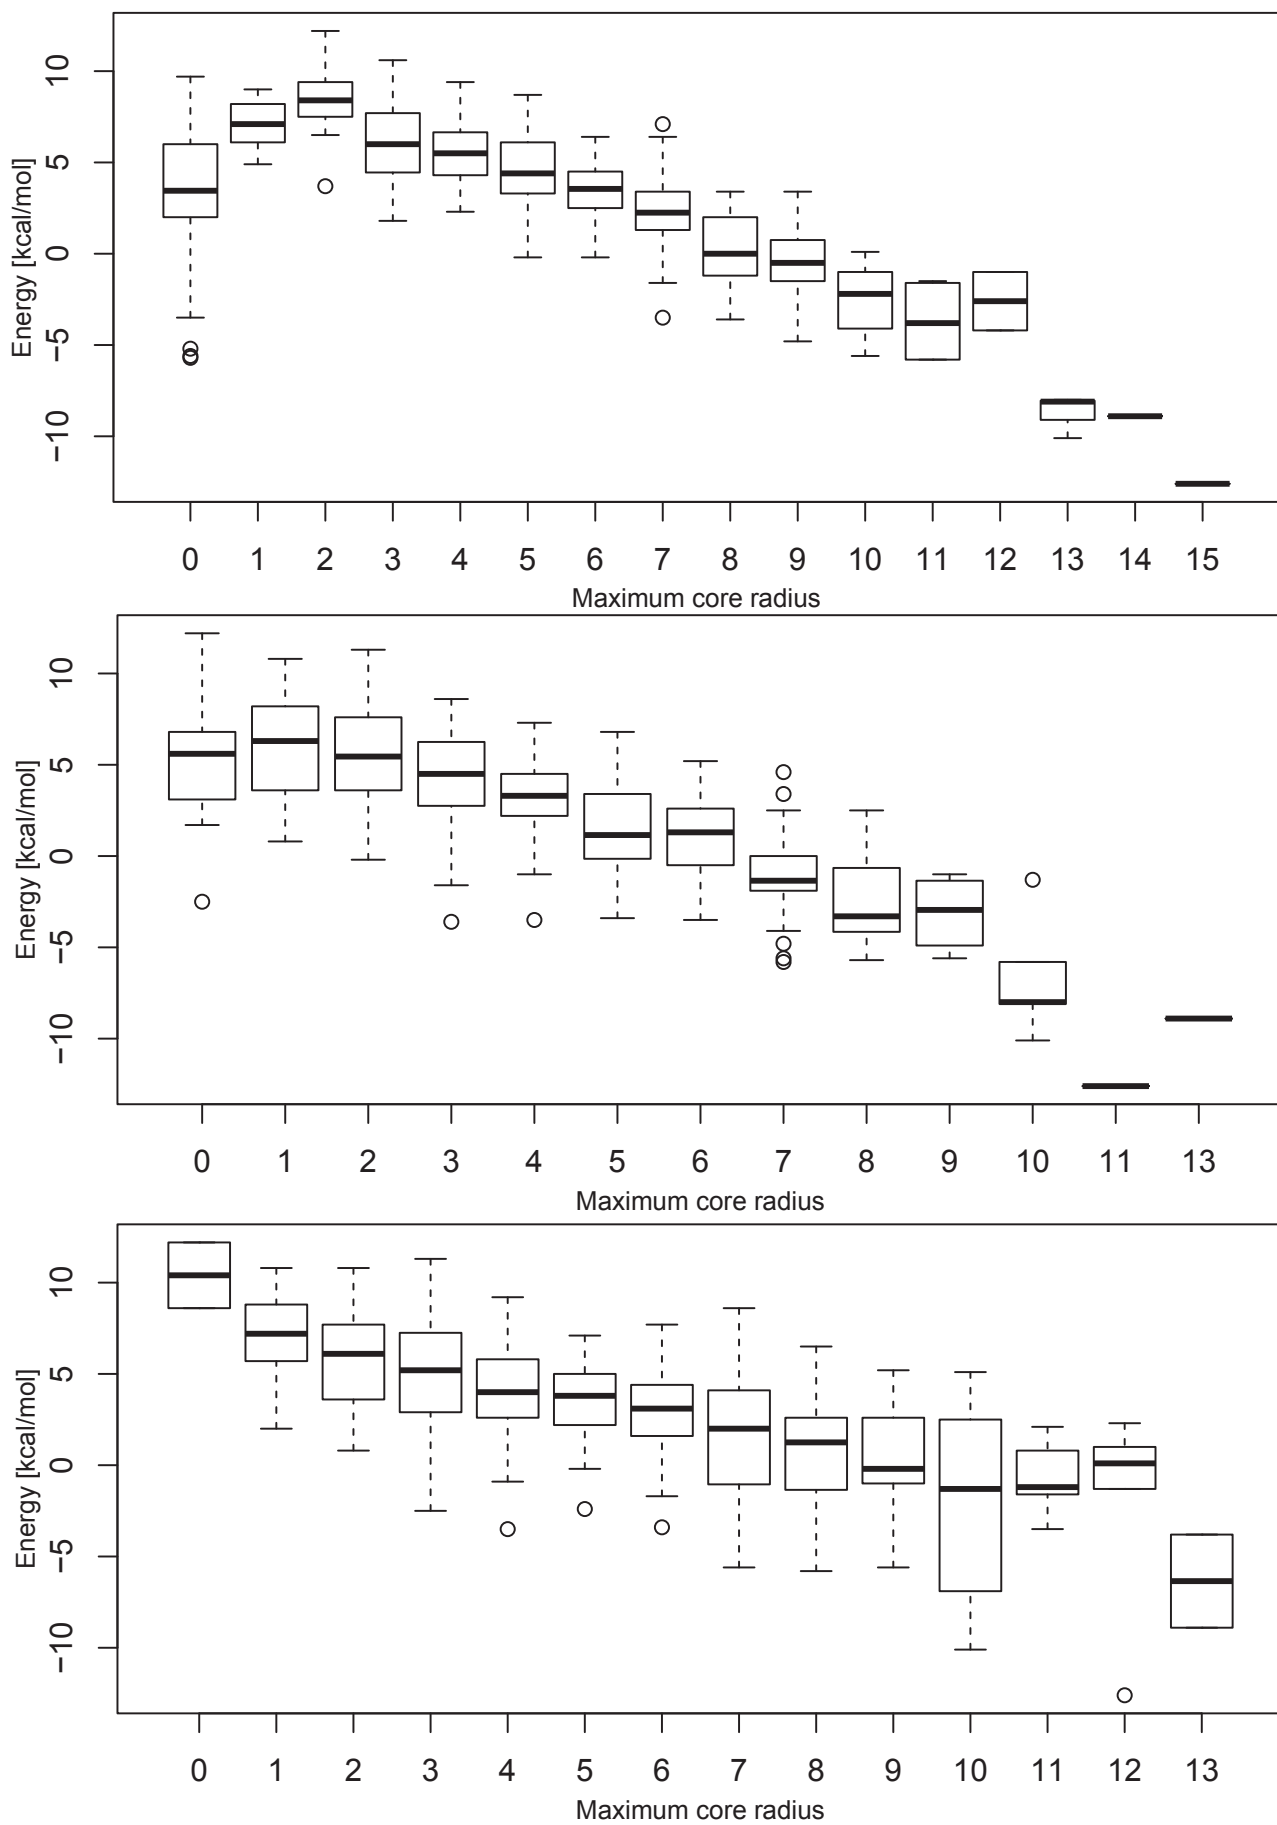 10
5
0
−5
−10
Energy [kcal/mol]
0 1 2 3 4 5 6 7 8 9 10 11 12 13 14 15
Maximum core radius
10
5
0
−5
−10
Energy [kcal/mol]
0 1 2 3 4 5 6 7 8 9 10 11 13
Maximum core radius
10
5
0
−5
−10
Energy [kcal/mol]
0 1 2 3 4 5 6 7 8 9 10 11 12 13
Maximum core radius